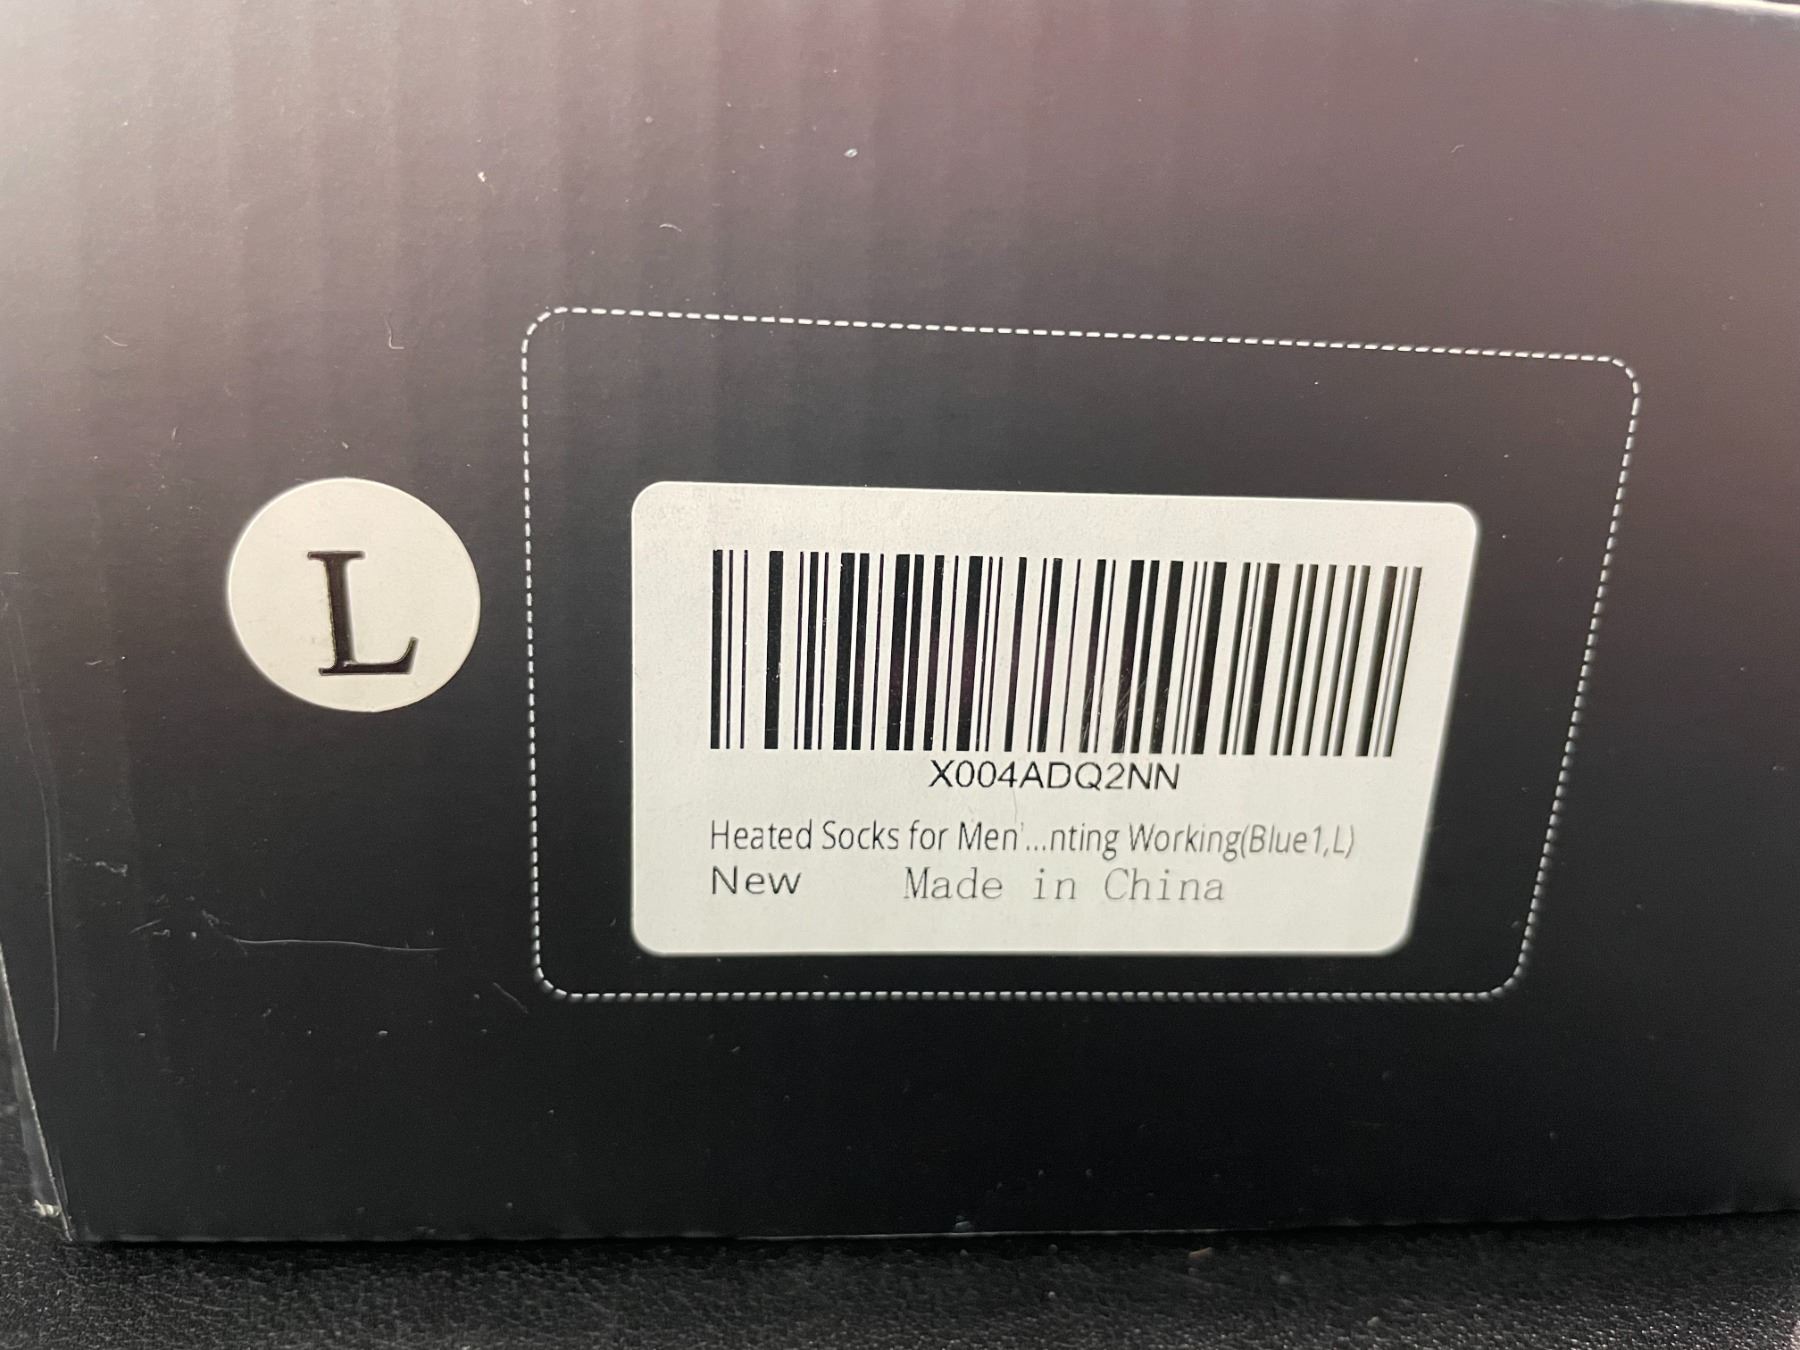 L
X004ADQ2NN
Heated Socks for Men'...nting Working(Blue1,L)
New Made in China